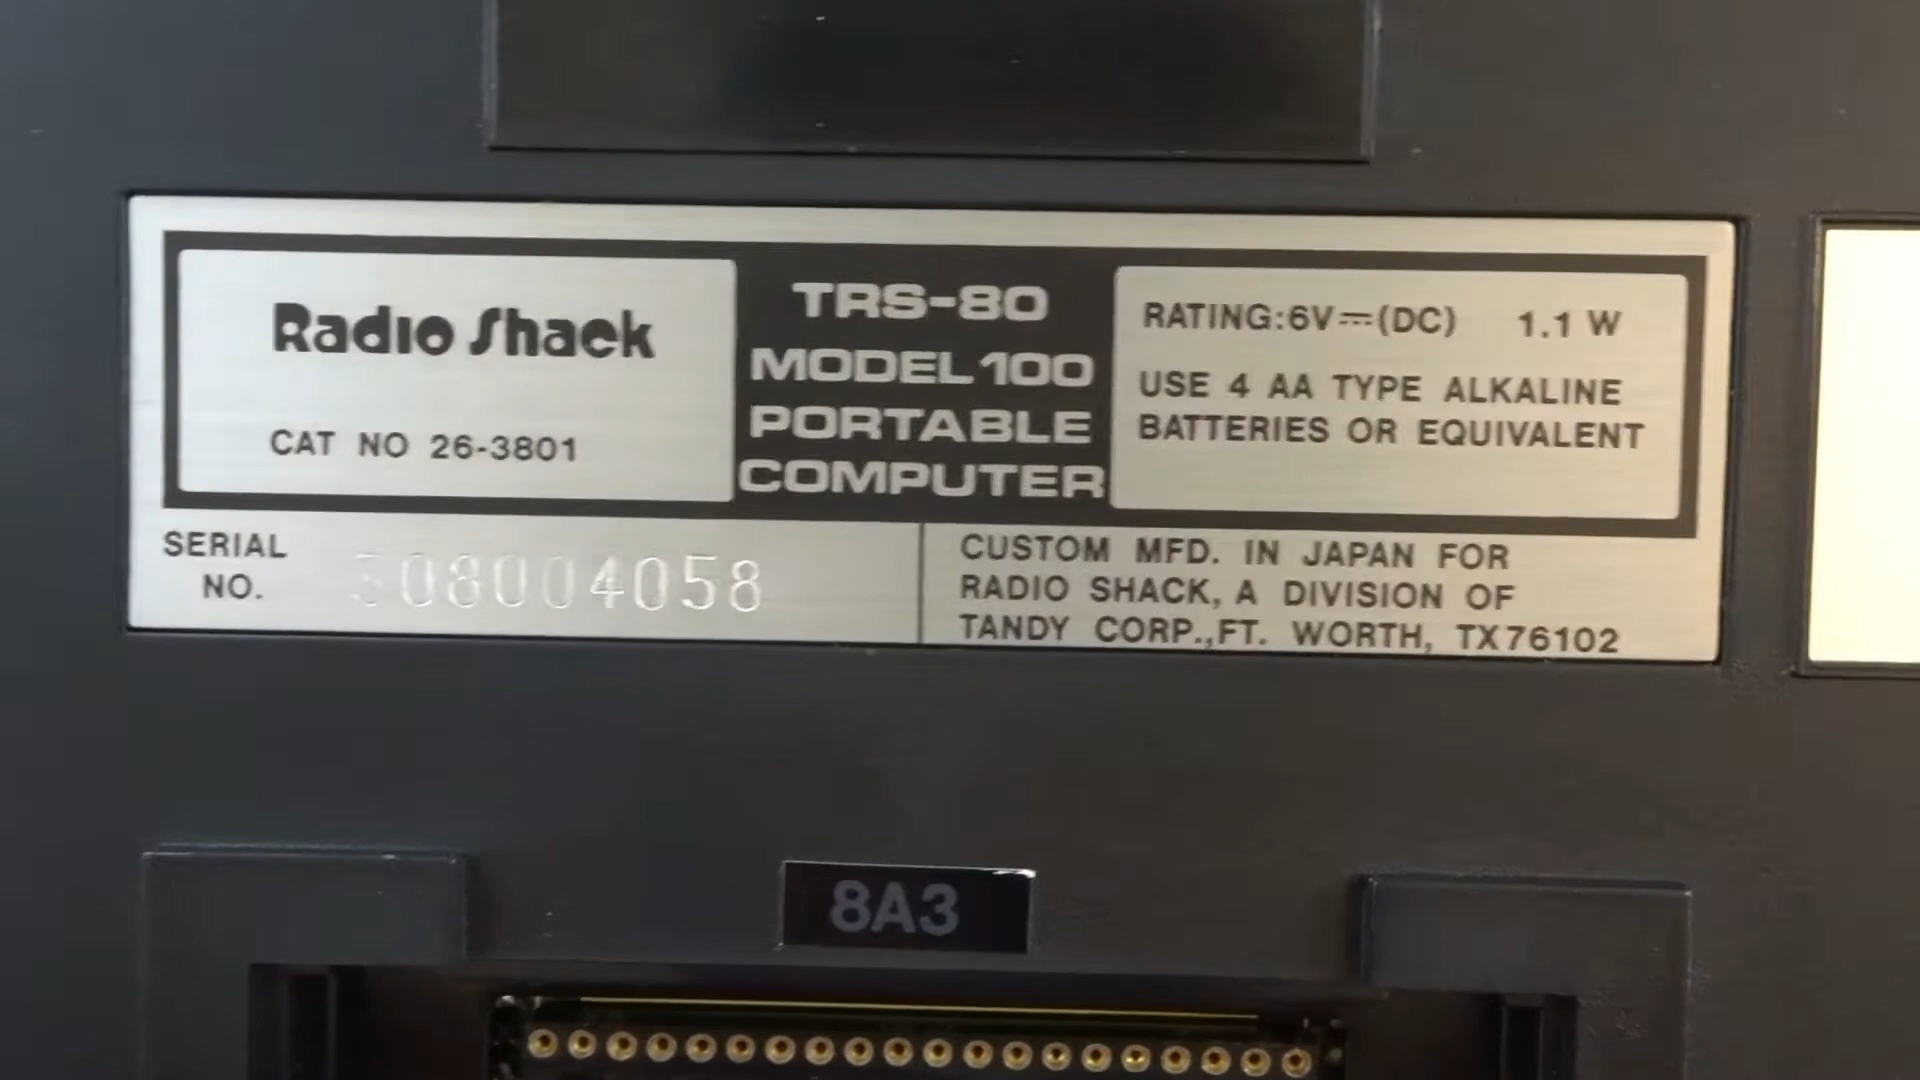 Radio Shack
CAT NO 26-3801
TRS-80
MODEL 100
PORTABLE
COMPUTER
RATING:6V⎓(DC) 1.1 W
USE 4 AA TYPE ALKALINE
BATTERIES OR EQUIVALENT
SERIAL
NO.
308004058
CUSTOM MFD. IN JAPAN FOR
RADIO SHACK, A DIVISION OF
TANDY CORP.,FT. WORTH, TX76102
8A3